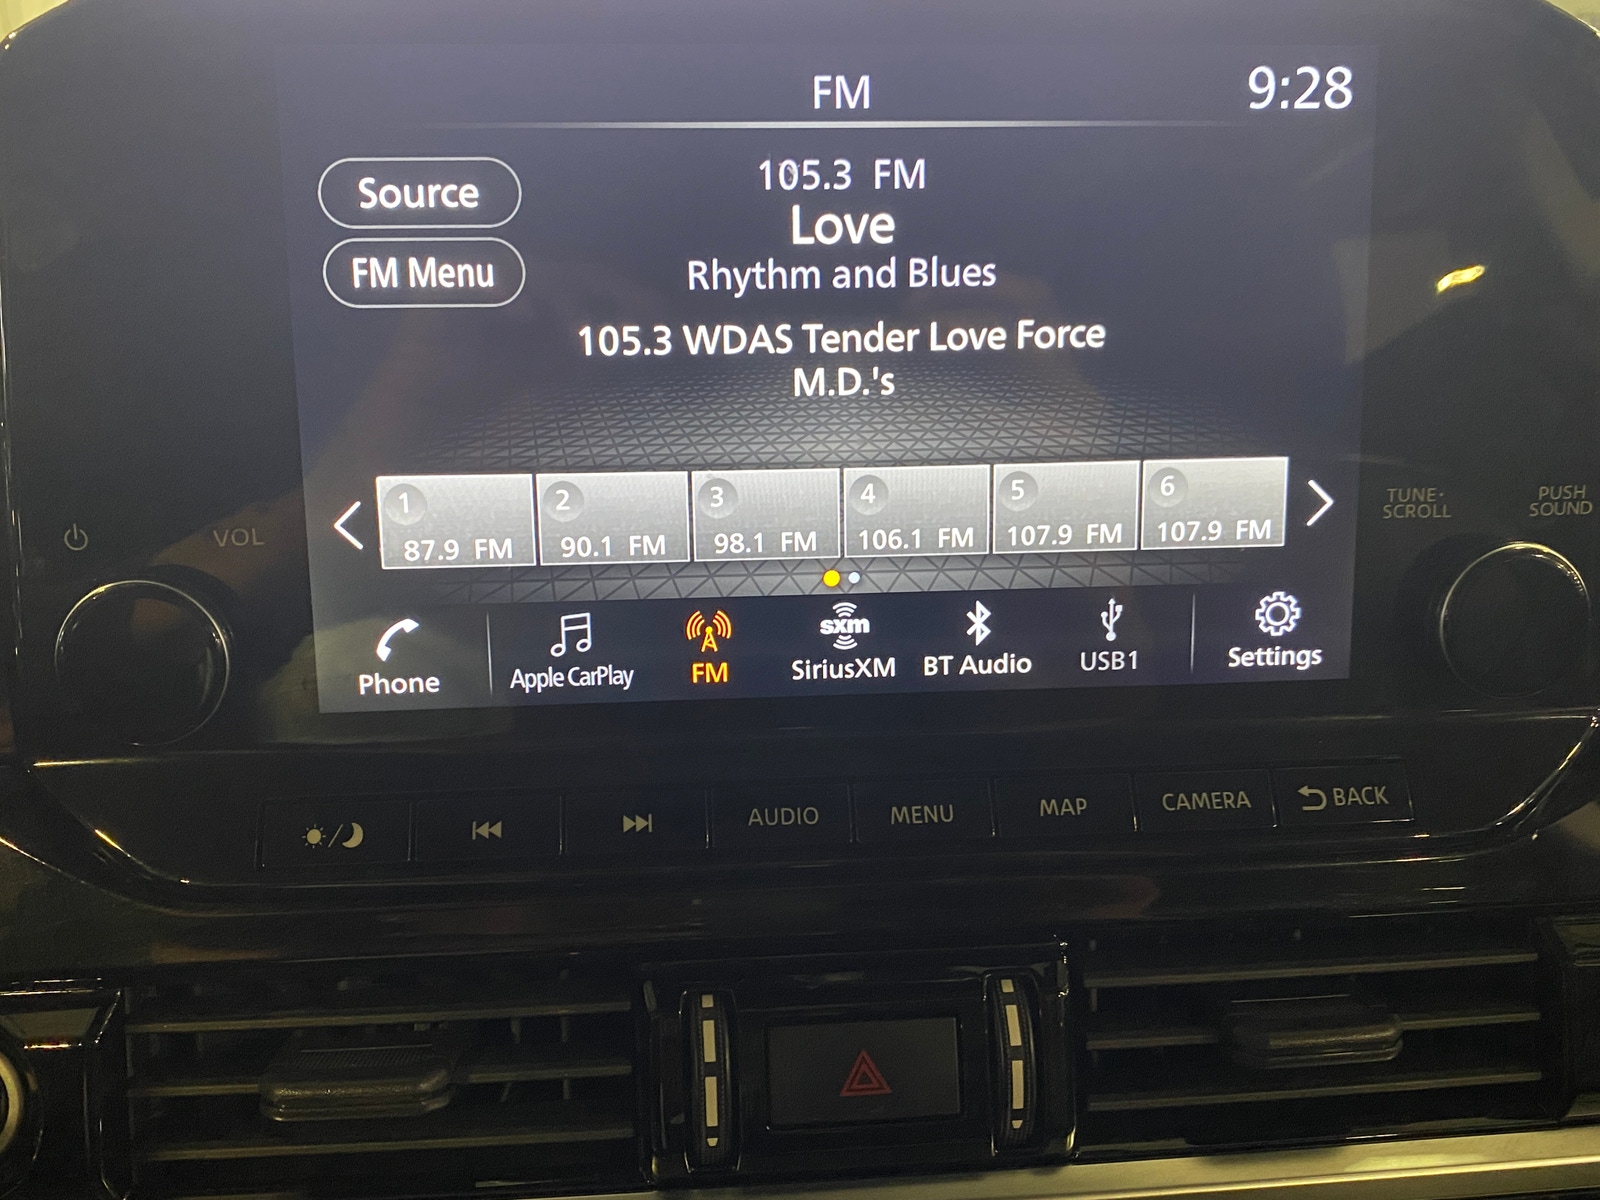 FM
9:28
Source
FM Menu
105.3 FM
Love
Rhythm and Blues
105.3 WDAS Tender Love Force
M.D.'s
1
87.9 FM
2
90.1 FM
3
98.1 FM
4
106.1 FM
5
107.9 FM
6
107.9 FM
VOL
TUNE·
SCROLL
PUSH
SOUND
Phone
Apple CarPlay
FM
sxm
SiriusXM
BT Audio
USB1
Settings
AUDIO
MENU
MAP
CAMERA
BACK